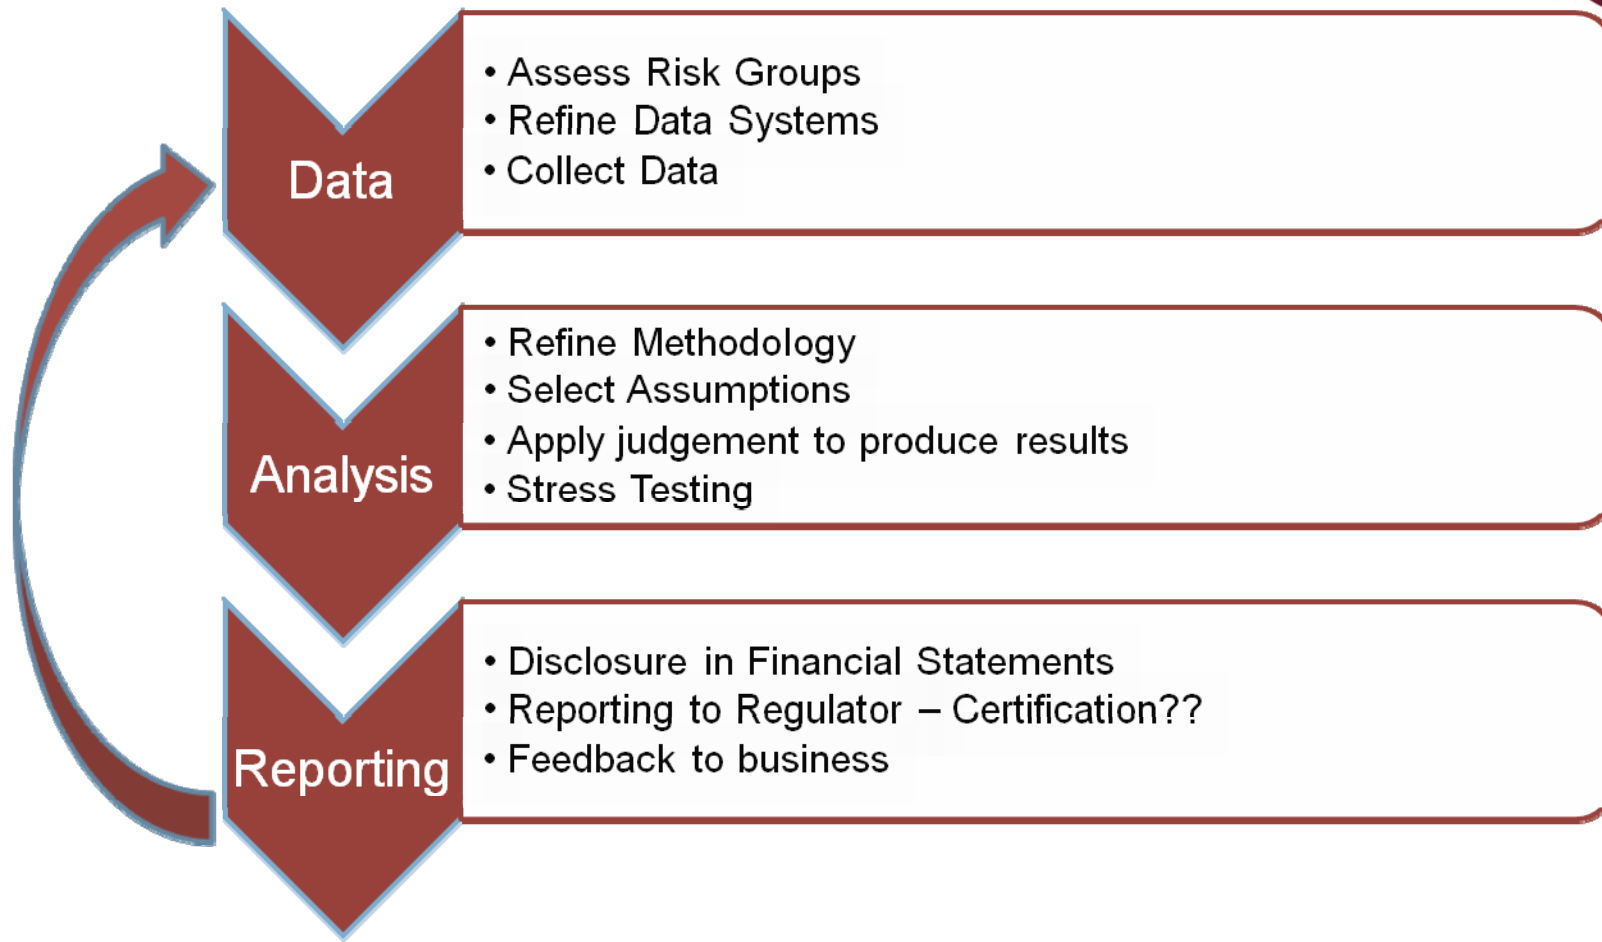 Data
• Assess Risk Groups
• Refine Data Systems
• Collect Data
Analysis
• Refine Methodology
• Select Assumptions
• Apply judgement to produce results
• Stress Testing
Reporting
• Disclosure in Financial Statements
• Reporting to Regulator – Certification??
• Feedback to business